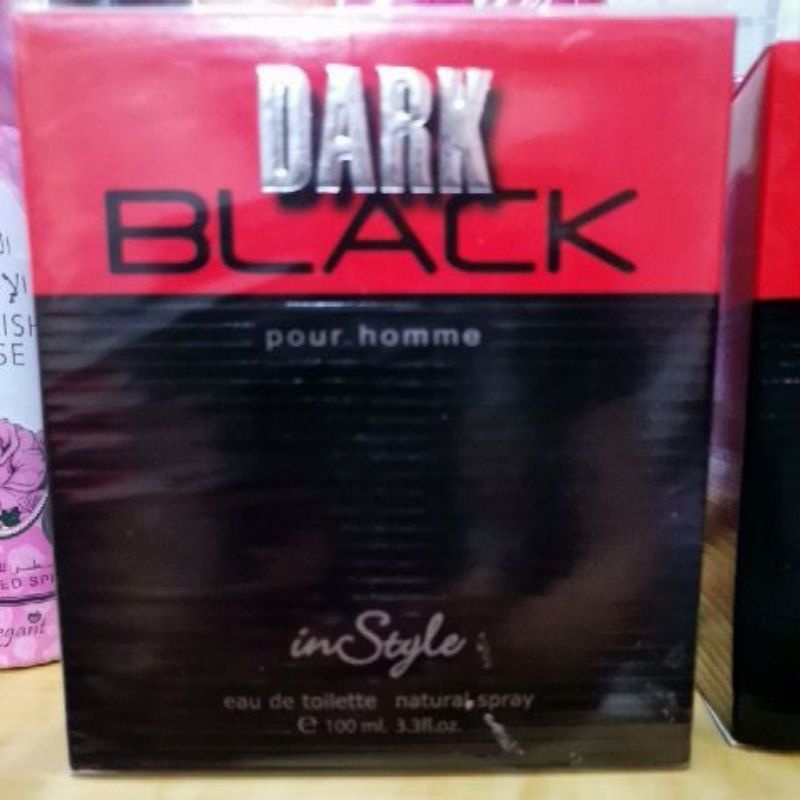 DARK
BLACK
pour homme
inStyle
eau de toilette natural spray
℮ 100 ml. 3.3fl.oz.